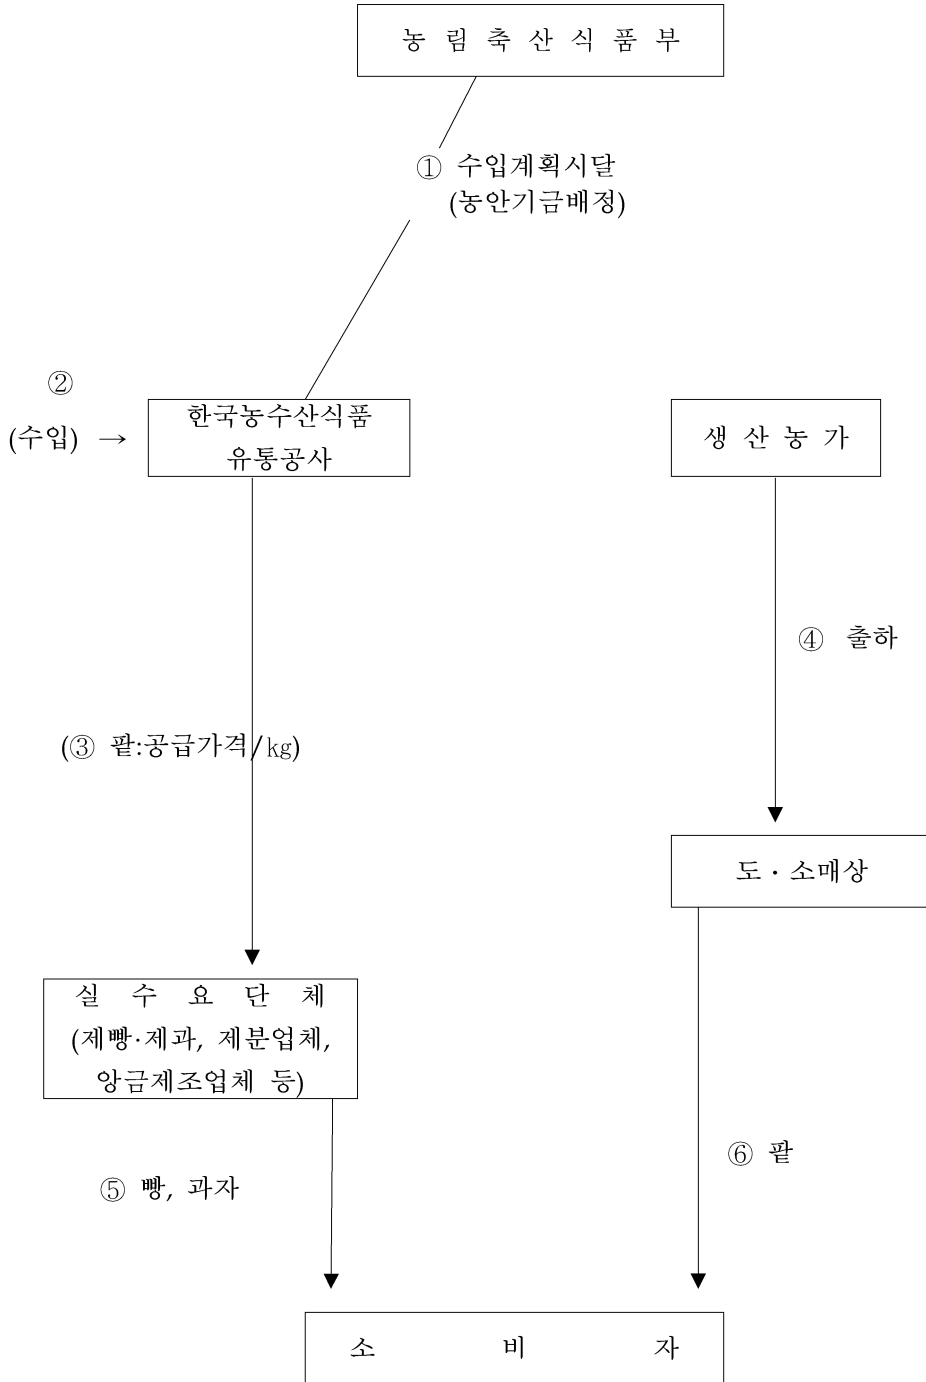 농 림 축 산 식 품 부
① 수입계획시달
(농안기금배정)
②
(수입) →
한국농수산식품
유통공사
생 산 농 가
④ 출하
(③ 팥:공급가격/㎏)
도·소매상
실 수 요 단 체
(제빵·제과, 제분업체,
앙금제조업체 등)
⑥ 팥
⑤ 빵, 과자
소 비 자